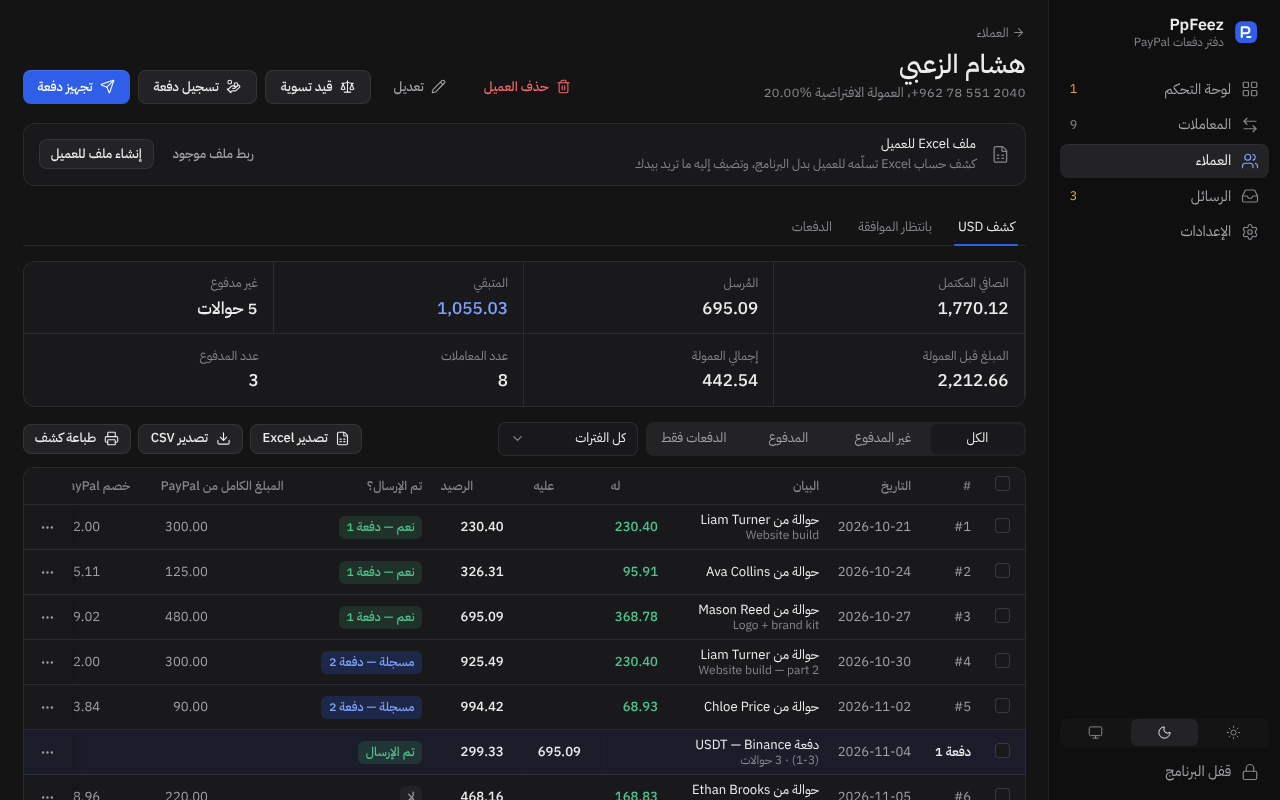 PpFeez
دفتر دفعات PayPal
لوحة التحكم 1
المعاملات 9
العملاء
الرسائل 3
الإعدادات
قفل البرنامج
العملاء
هشام الزعبي
+962 78 551 2040، العمولة الافتراضية 20.00%
حذف العميل
تعديل
قيد تسوية
تسجيل دفعة
تجهيز دفعة
ملف Excel للعميل
كشف حساب Excel تسلّمه للعميل بدل البرنامج، وتضيف إليه ما تريد بيدك
ربط ملف موجود
إنشاء ملف للعميل
كشف USD بانتظار الموافقة الدفعات
الصافي المكتمل المُرسل المتبقي غير مدفوع
1,770.12 695.09 1,055.03 5 حوالات
المبلغ قبل العمولة إجمالي العمولة عدد المعاملات عدد المدفوع
2,212.66 442.54 8 3
الكل غير المدفوع المدفوع الدفعات فقط
كل الفترات
تصدير Excel تصدير CSV طباعة كشف
# التاريخ البيان له عليه الرصيد تم الإرسال؟ المبلغ الكامل من PayPal خصم
#1 2026-10-21 حوالة من Liam Turner 230.40 230.40 نعم — دفعة 1 300.00 2.00
Website build
#2 2026-10-24 حوالة من Ava Collins 95.91 326.31 نعم — دفعة 1 125.00 5.11
#3 2026-10-27 حوالة من Mason Reed 368.78 695.09 نعم — دفعة 1 480.00 9.02
Logo + brand kit
#4 2026-10-30 حوالة من Liam Turner 230.40 925.49 مسجلة — دفعة 2 300.00 2.00
Website build — part 2
#5 2026-11-02 حوالة من Chloe Price 68.93 994.42 مسجلة — دفعة 2 90.00 3.84
دفعة 1 2026-11-04 دفعة USDT — Binance 695.09 299.33 تم الإرسال
(1-3) · 3 حوالات
#6 2026-11-05 حوالة من Ethan Brooks 168.83 468.16 لا 220.00 8.96